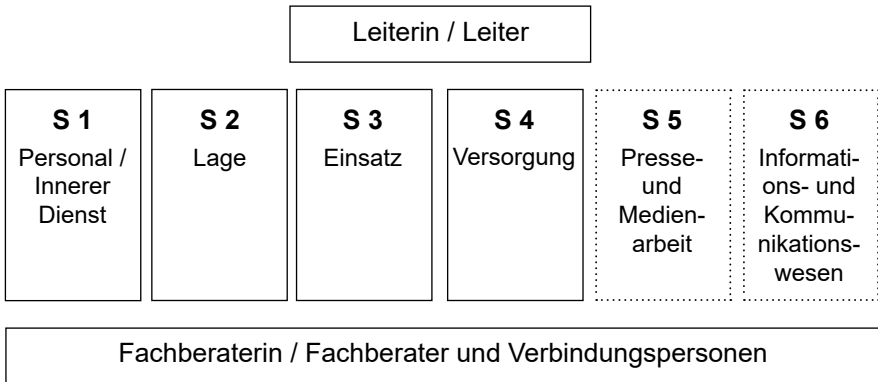 Leiterin / Leiter
S 1
Personal /
Innerer
Dienst
S 2
Lage
S 3
Einsatz
S 4
Versorgung
S 5
Presse-
und
Medien-
arbeit
S 6
Informati-
ons- und
Kommu-
nikations-
wesen
Fachberaterin / Fachberater und Verbindungspersonen